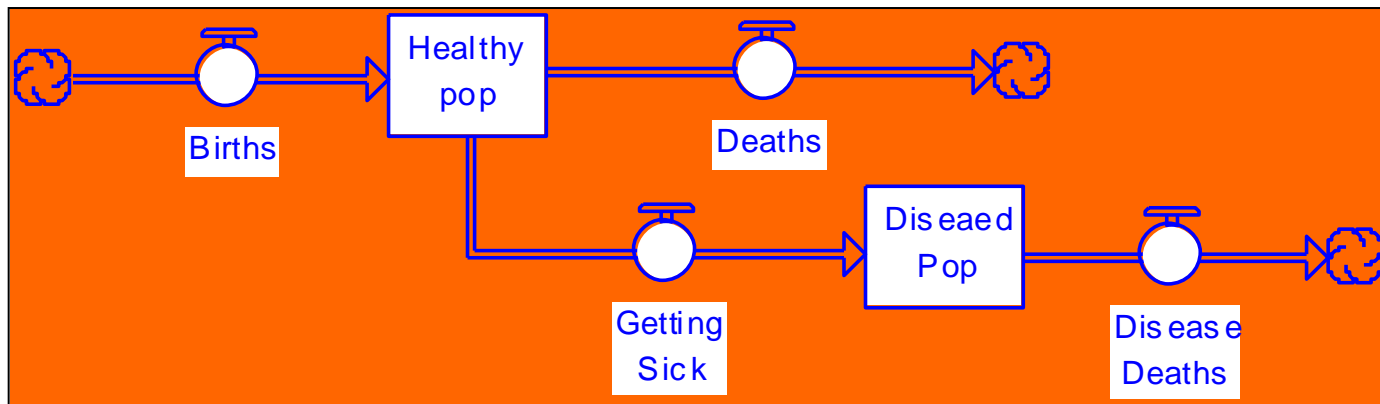 Healthy
pop
Births
Deaths
Diseaed
Pop
Getting
Sick
Disease
Deaths